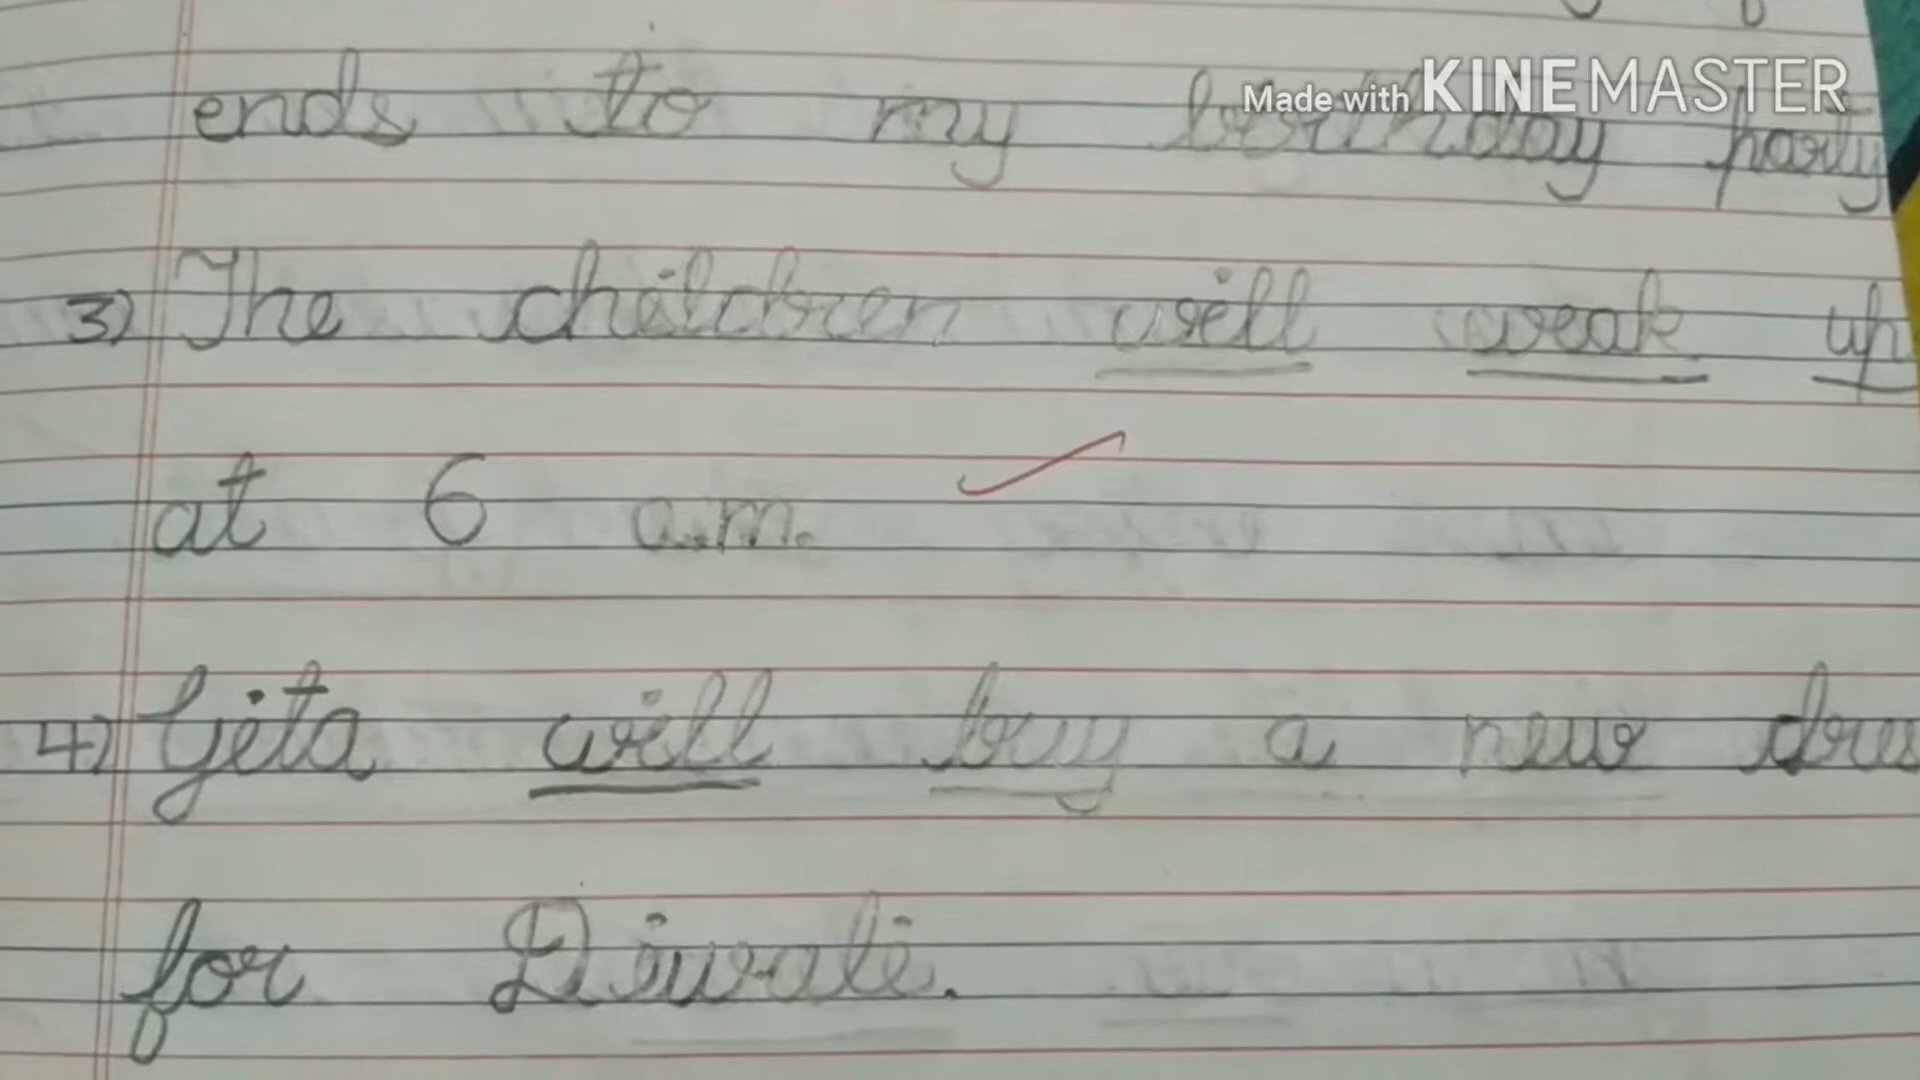 Made with KINEMASTER
ends to my birthday party
3) The children will weak up
at 6 a.m.
4) Gita will buy a new dres
for Diwali.